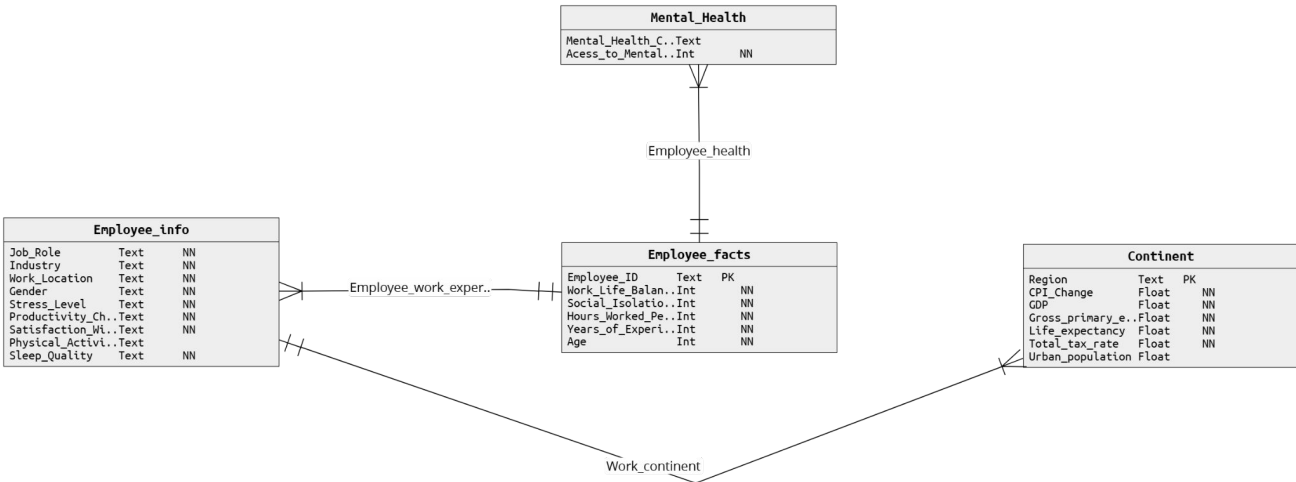 Mental_Health
Mental_Health_C..Text
Acess_to_Mental..Int NN
Employee_health
Employee_info
Job_Role Text NN
Industry Text NN
Work_Location Text NN
Gender Text NN
Stress_Level Text NN
Productivity_Ch..Text NN
Satisfaction_Wi..Text NN
Physical_Activi..Text
Sleep_Quality Text NN
Employee_work_exper..
Employee_facts
Employee_ID Text PK
Work_Life_Balan..Int NN
Social_Isolatio..Int NN
Hours_Worked_Pe..Int NN
Years_of_Experi..Int NN
Age Int NN
Continent
Region Text PK
CPI_Change Float NN
GDP Float NN
Gross_primary_e..Float NN
Life_expectancy Float NN
Total_tax_rate Float NN
Urban_population Float
Work_continent